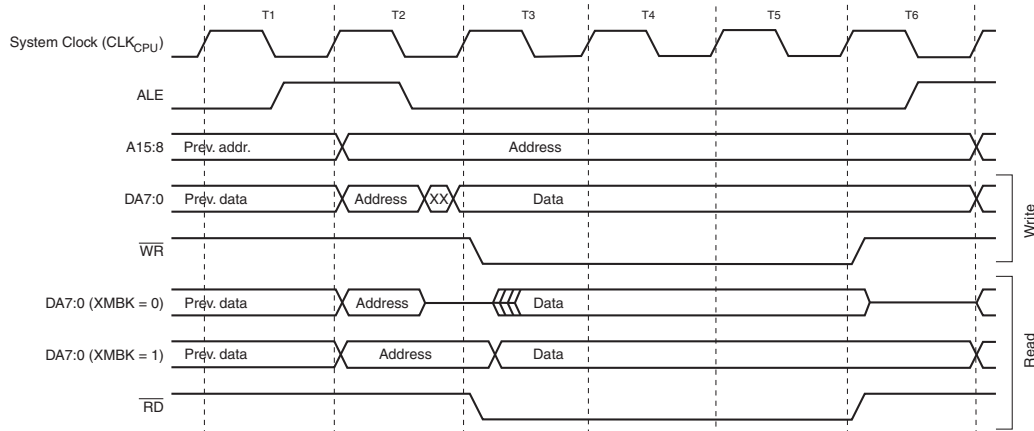 T1 T2 T3 T4 T5 T6
System Clock (CLKCPU)
ALE
A15:8 Prev. addr. Address
DA7:0 Prev. data Address XX Data
WR
Write
DA7:0 (XMBK = 0) Prev. data Address Data
DA7:0 (XMBK = 1) Prev. data Address Data
RD
Read